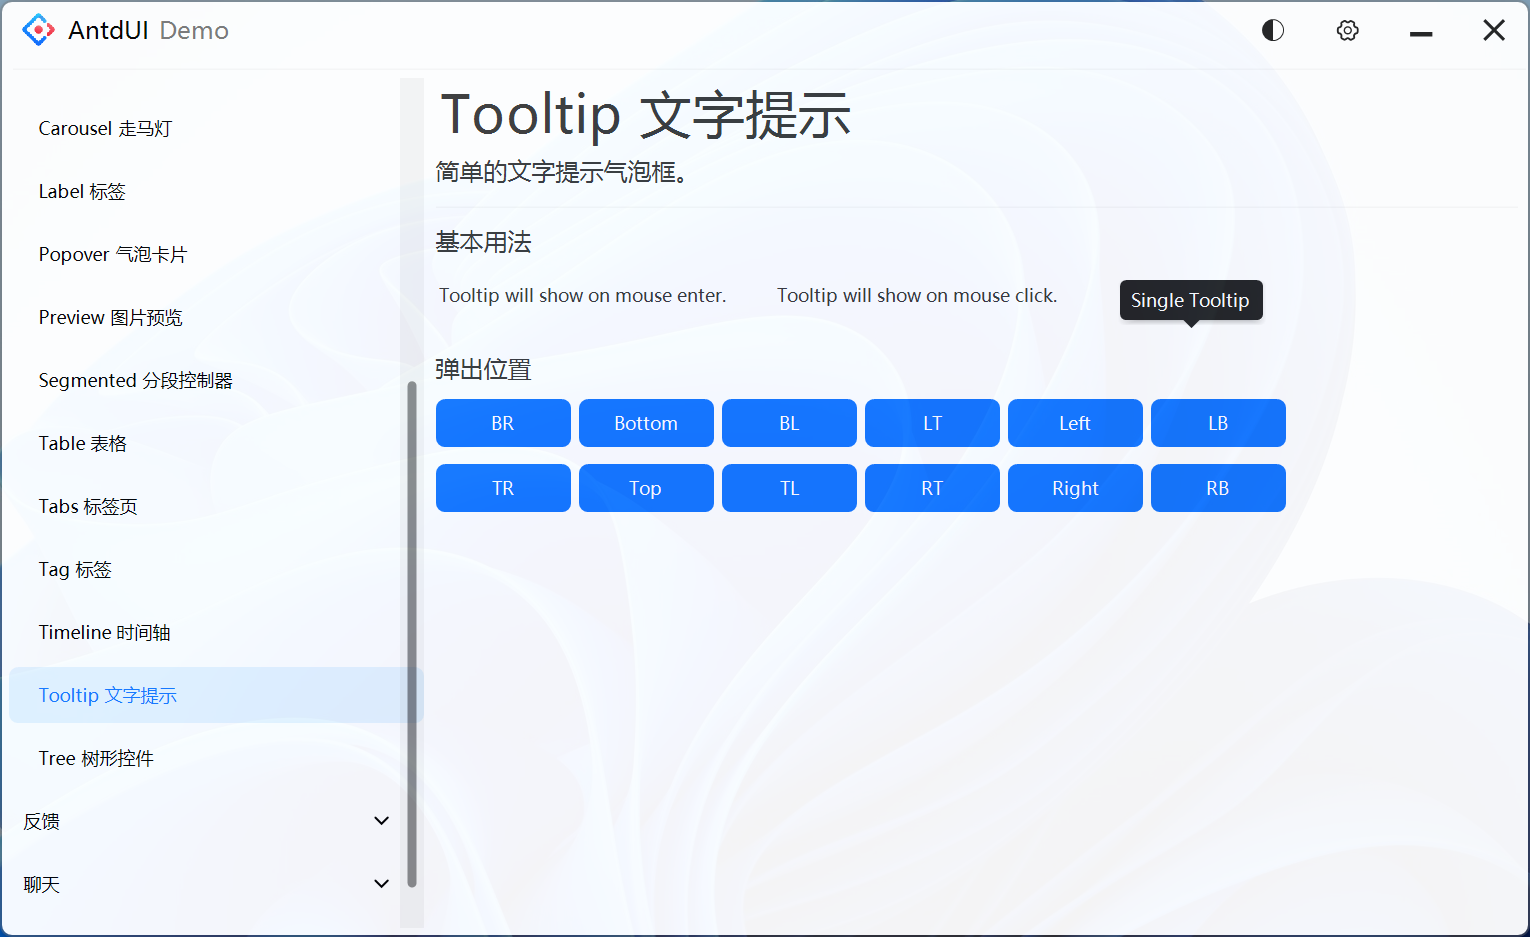 AntdUI Demo
Carousel 走马灯
Label 标签
Popover 气泡卡片
Preview 图片预览
Segmented 分段控制器
Table 表格
Tabs 标签页
Tag 标签
Timeline 时间轴
Tooltip 文字提示
Tree 树形控件
反馈
聊天
Tooltip 文字提示
简单的文字提示气泡框。
基本用法
Tooltip will show on mouse enter.
Tooltip will show on mouse click.
Single Tooltip
弹出位置
BR Bottom BL LT Left LB
TR Top TL RT Right RB